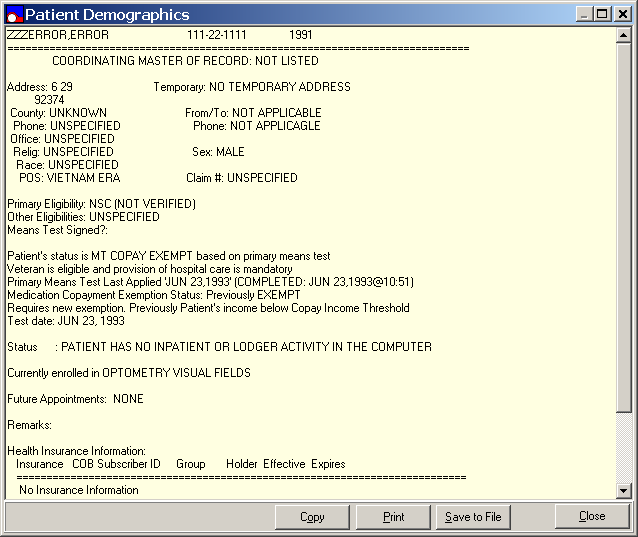 Patient Demographics
ZZZERROR,ERROR 111-22-1111 1991
===========================================================================
COORDINATING MASTER OF RECORD: NOT LISTED
Address: 6 29 Temporary: NO TEMPORARY ADDRESS
92374
County: UNKNOWN From/To: NOT APPLICABLE
Phone: UNSPECIFIED Phone: NOT APPLICAGLE
Office: UNSPECIFIED
Relig: UNSPECIFIED Sex: MALE
Race: UNSPECIFIED
POS: VIETNAM ERA Claim #: UNSPECIFIED
Primary Eligibility: NSC (NOT VERIFIED)
Other Eligibilities: UNSPECIFIED
Means Test Signed?:
Patient's status is MT COPAY EXEMPT based on primary means test
Veteran is eligible and provision of hospital care is mandatory
Primary Means Test Last Applied 'JUN 23,1993' (COMPLETED: JUN 23,1993@10:51)
Medication Copayment Exemption Status: Previously EXEMPT
Requires new exemption. Previously Patient's income below Copay Income Threshold
Test date: JUN 23, 1993
Status : PATIENT HAS NO INPATIENT OR LODGER ACTIVITY IN THE COMPUTER
Currently enrolled in OPTOMETRY VISUAL FIELDS
Future Appointments: NONE
Remarks:
Health Insurance Information:
Insurance COB Subscriber ID Group Holder Effective Expires
===========================================================================
No Insurance Information
Copy Print Save to File Close